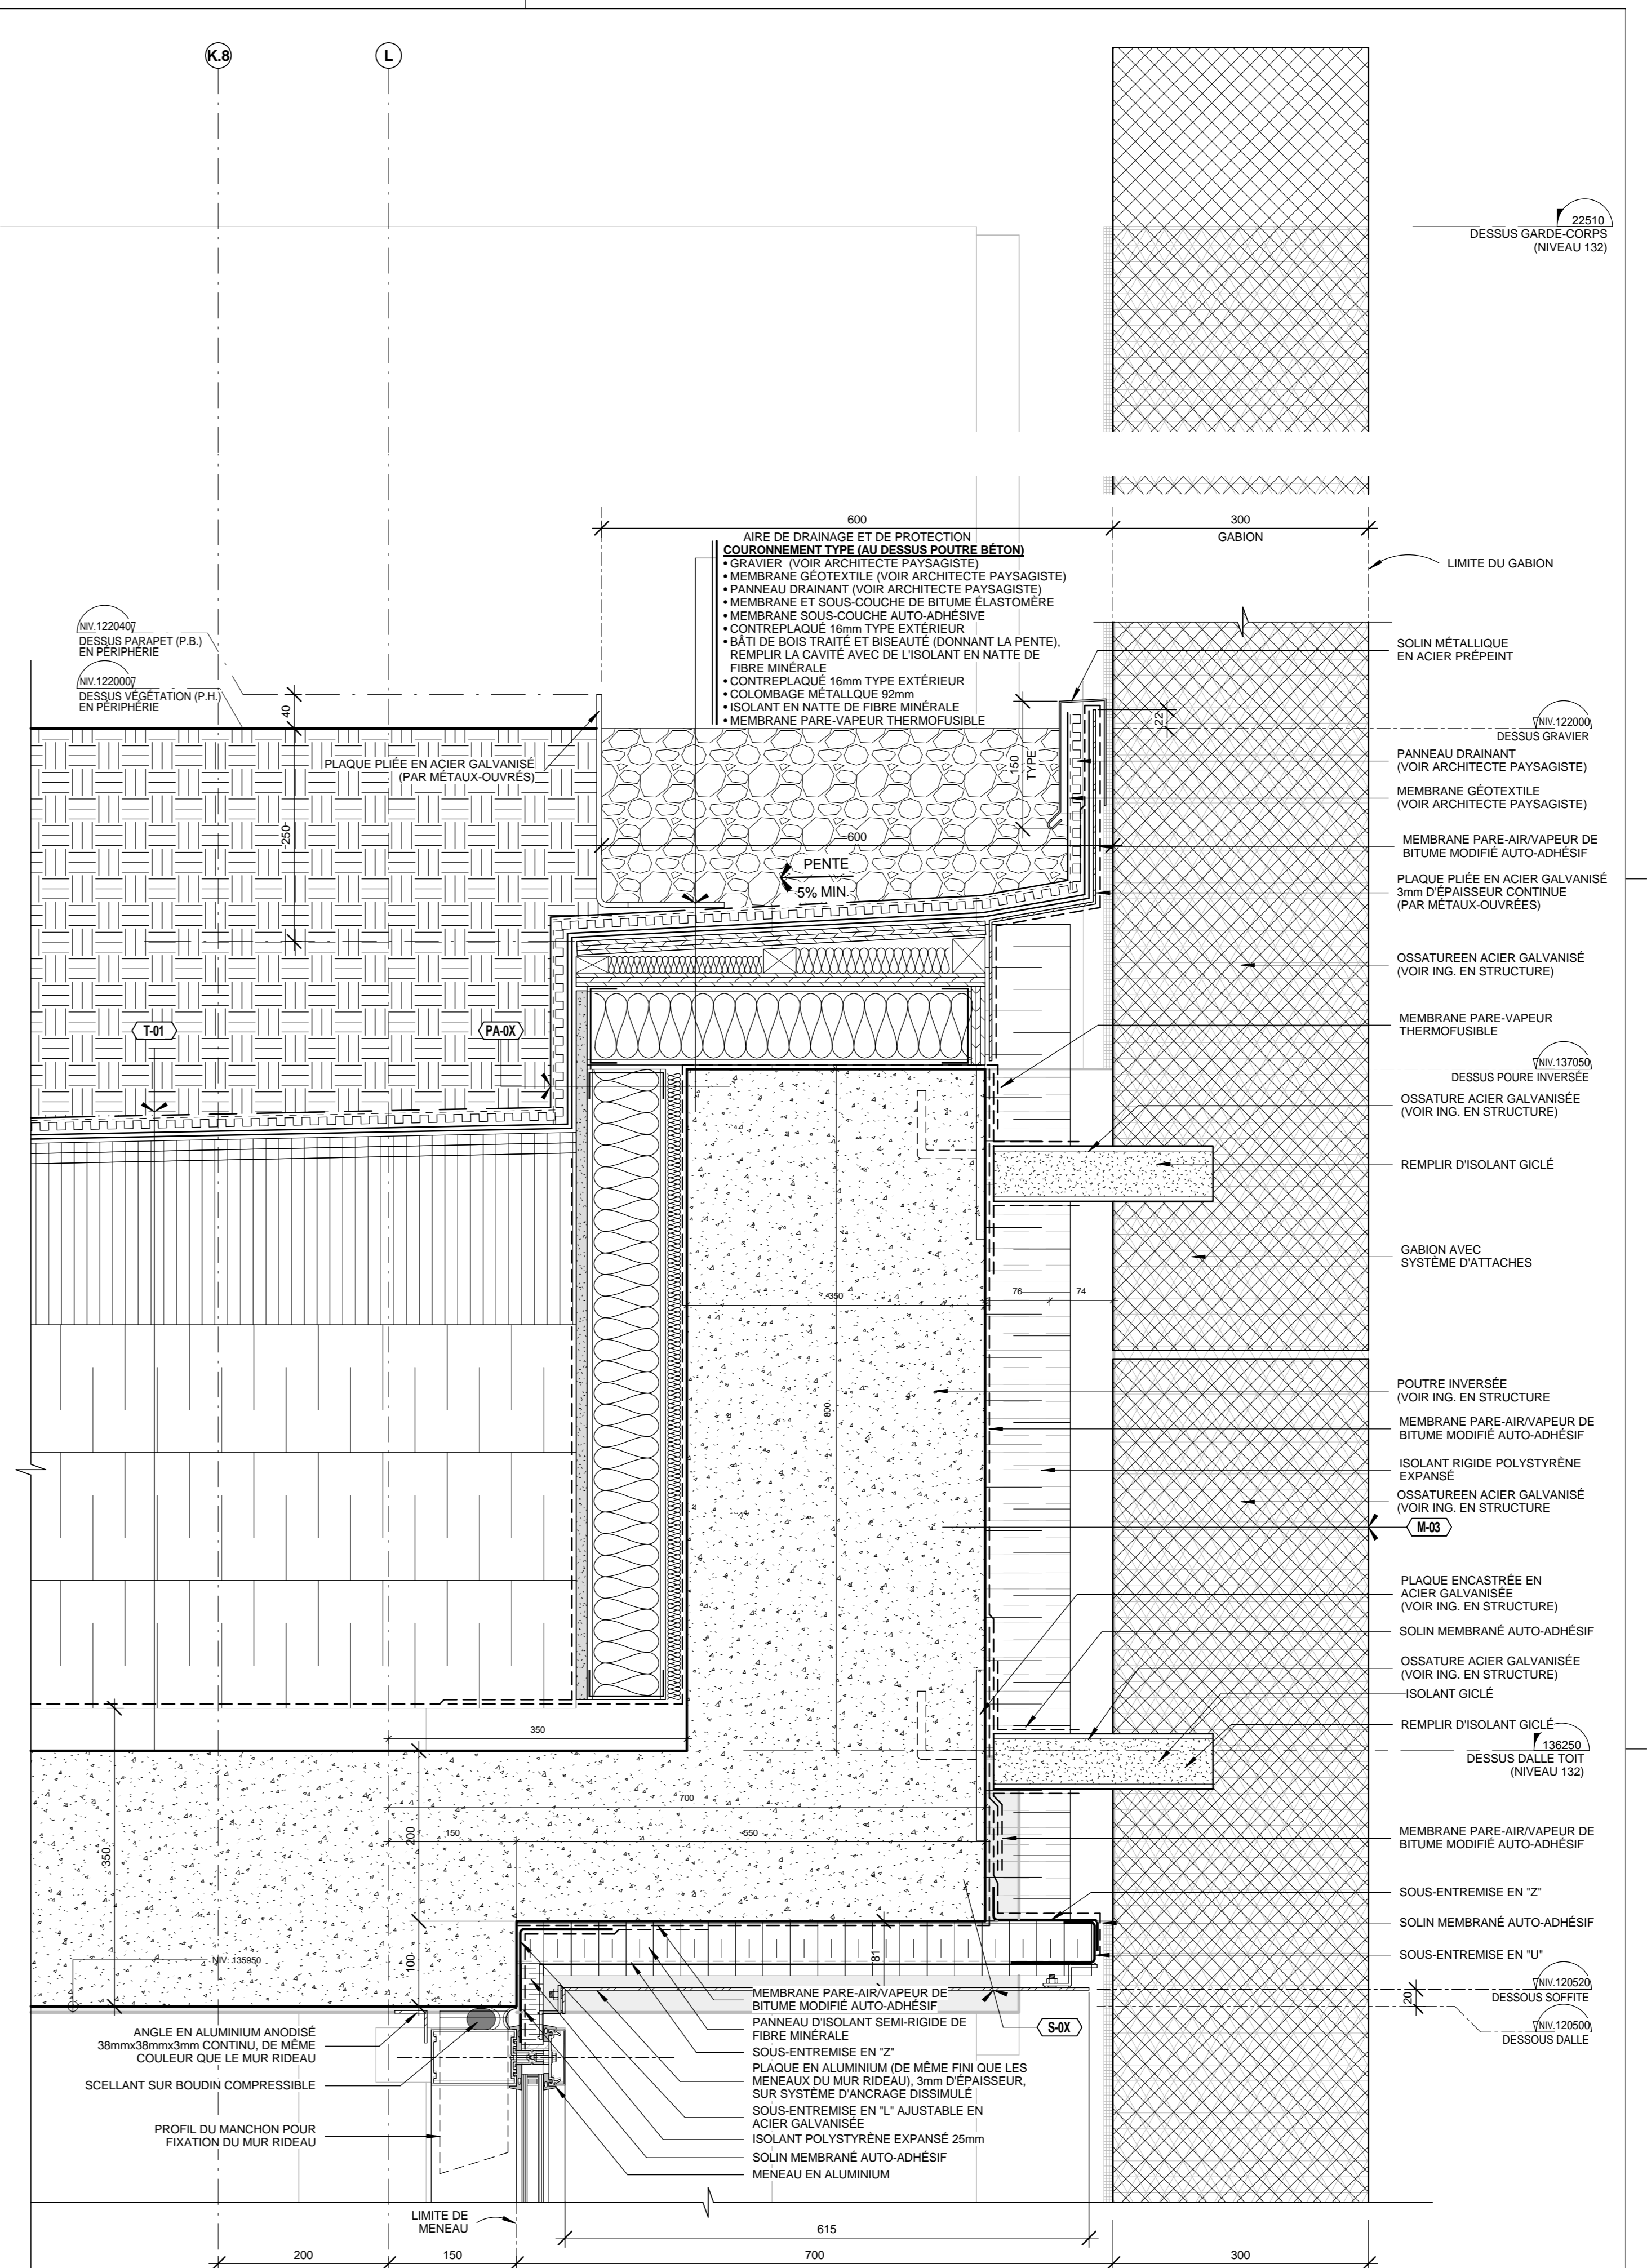 K.8
L
22510
DESSUS GARDE-CORPS
(NIVEAU 132)
600
AIRE DE DRAINAGE ET DE PROTECTION
300
GABION
COURONNEMENT TYPE (AU DESSUS POUTRE BÉTON)
• GRAVIER (VOIR ARCHITECTE PAYSAGISTE)
• MEMBRANE GÉOTEXTILE (VOIR ARCHITECTE PAYSAGISTE)
• PANNEAU DRAINANT (VOIR ARCHITECTE PAYSAGISTE)
• MEMBRANE ET SOUS-COUCHE DE BITUME ÉLASTOMÈRE
• MEMBRANE SOUS-COUCHE AUTO-ADHÉSIVE
• CONTREPLAQUÉ 16mm TYPE EXTÉRIEUR
• BÂTI DE BOIS TRAITÉ ET BISEAUTÉ (DONNANT LA PENTE),
REMPLIR LA CAVITÉ AVEC DE L'ISOLANT EN NATTE DE
FIBRE MINÉRALE
• CONTREPLAQUÉ 16mm TYPE EXTÉRIEUR
• COLOMBAGE MÉTALLQUE 92mm
• ISOLANT EN NATTE DE FIBRE MINÉRALE
• MEMBRANE PARE-VAPEUR THERMOFUSIBLE
NIV.122040
DESSUS PARAPET (P.B.)
EN PÉRIPHÉRIE
NIV.122000
DESSUS VÉGÉTATION (P.H.)
EN PÉRIPHÉRIE
40
250
PLAQUE PLIÉE EN ACIER GALVANISÉ
(PAR MÉTAUX-OUVRÉS)
150
TYPE
22
600
PENTE
5% MIN.
T-01
PA-0X
LIMITE DU GABION
SOLIN MÉTALLIQUE
EN ACIER PRÉPEINT
NIV.122000
DESSUS GRAVIER
PANNEAU DRAINANT
(VOIR ARCHITECTE PAYSAGISTE)
MEMBRANE GÉOTEXTILE
(VOIR ARCHITECTE PAYSAGISTE)
MEMBRANE PARE-AIR/VAPEUR DE
BITUME MODIFIÉ AUTO-ADHÉSIF
PLAQUE PLIÉE EN ACIER GALVANISÉ
3mm D'ÉPAISSEUR CONTINUE
(PAR MÉTAUX-OUVRÉES)
OSSATUREEN ACIER GALVANISÉ
(VOIR ING. EN STRUCTURE)
MEMBRANE PARE-VAPEUR
THERMOFUSIBLE
NIV.137050
DESSUS POURE INVERSÉE
OSSATURE ACIER GALVANISÉE
(VOIR ING. EN STRUCTURE)
REMPLIR D'ISOLANT GICLÉ
GABION AVEC
SYSTÈME D'ATTACHES
350
76
74
800
POUTRE INVERSÉE
(VOIR ING. EN STRUCTURE
MEMBRANE PARE-AIR/VAPEUR DE
BITUME MODIFIÉ AUTO-ADHÉSIF
ISOLANT RIGIDE POLYSTYRÈNE
EXPANSÉ
OSSATUREEN ACIER GALVANISÉ
(VOIR ING. EN STRUCTURE
M-03
PLAQUE ENCASTRÉE EN
ACIER GALVANISÉE
(VOIR ING. EN STRUCTURE)
SOLIN MEMBRANÉ AUTO-ADHÉSIF
OSSATURE ACIER GALVANISÉE
(VOIR ING. EN STRUCTURE)
ISOLANT GICLÉ
REMPLIR D'ISOLANT GICLÉ
136250
DESSUS DALLE TOIT
(NIVEAU 132)
MEMBRANE PARE-AIR/VAPEUR DE
BITUME MODIFIÉ AUTO-ADHÉSIF
SOUS-ENTREMISE EN "Z"
SOLIN MEMBRANÉ AUTO-ADHÉSIF
SOUS-ENTREMISE EN "U"
NIV.120520
DESSOUS SOFFITE
20
NIV.120500
DESSOUS DALLE
350
700
150
550
200
350
100
81
NIV. 135950
MEMBRANE PARE-AIR/VAPEUR DE
BITUME MODIFIÉ AUTO-ADHÉSIF
PANNEAU D'ISOLANT SEMI-RIGIDE DE
FIBRE MINÉRALE
SOUS-ENTREMISE EN "Z"
PLAQUE EN ALUMINIUM (DE MÊME FINI QUE LES
MENEAUX DU MUR RIDEAU), 3mm D'ÉPAISSEUR,
SUR SYSTÈME D'ANCRAGE DISSIMULÉ
SOUS-ENTREMISE EN "L" AJUSTABLE EN
ACIER GALVANISÉE
ISOLANT POLYSTYRÈNE EXPANSÉ 25mm
SOLIN MEMBRANÉ AUTO-ADHÉSIF
MENEAU EN ALUMINIUM
S-0X
ANGLE EN ALUMINIUM ANODISÉ
38mmx38mmx3mm CONTINU, DE MÊME
COULEUR QUE LE MUR RIDEAU
SCELLANT SUR BOUDIN COMPRESSIBLE
PROFIL DU MANCHON POUR
FIXATION DU MUR RIDEAU
LIMITE DE
MENEAU
615
200
150
700
300